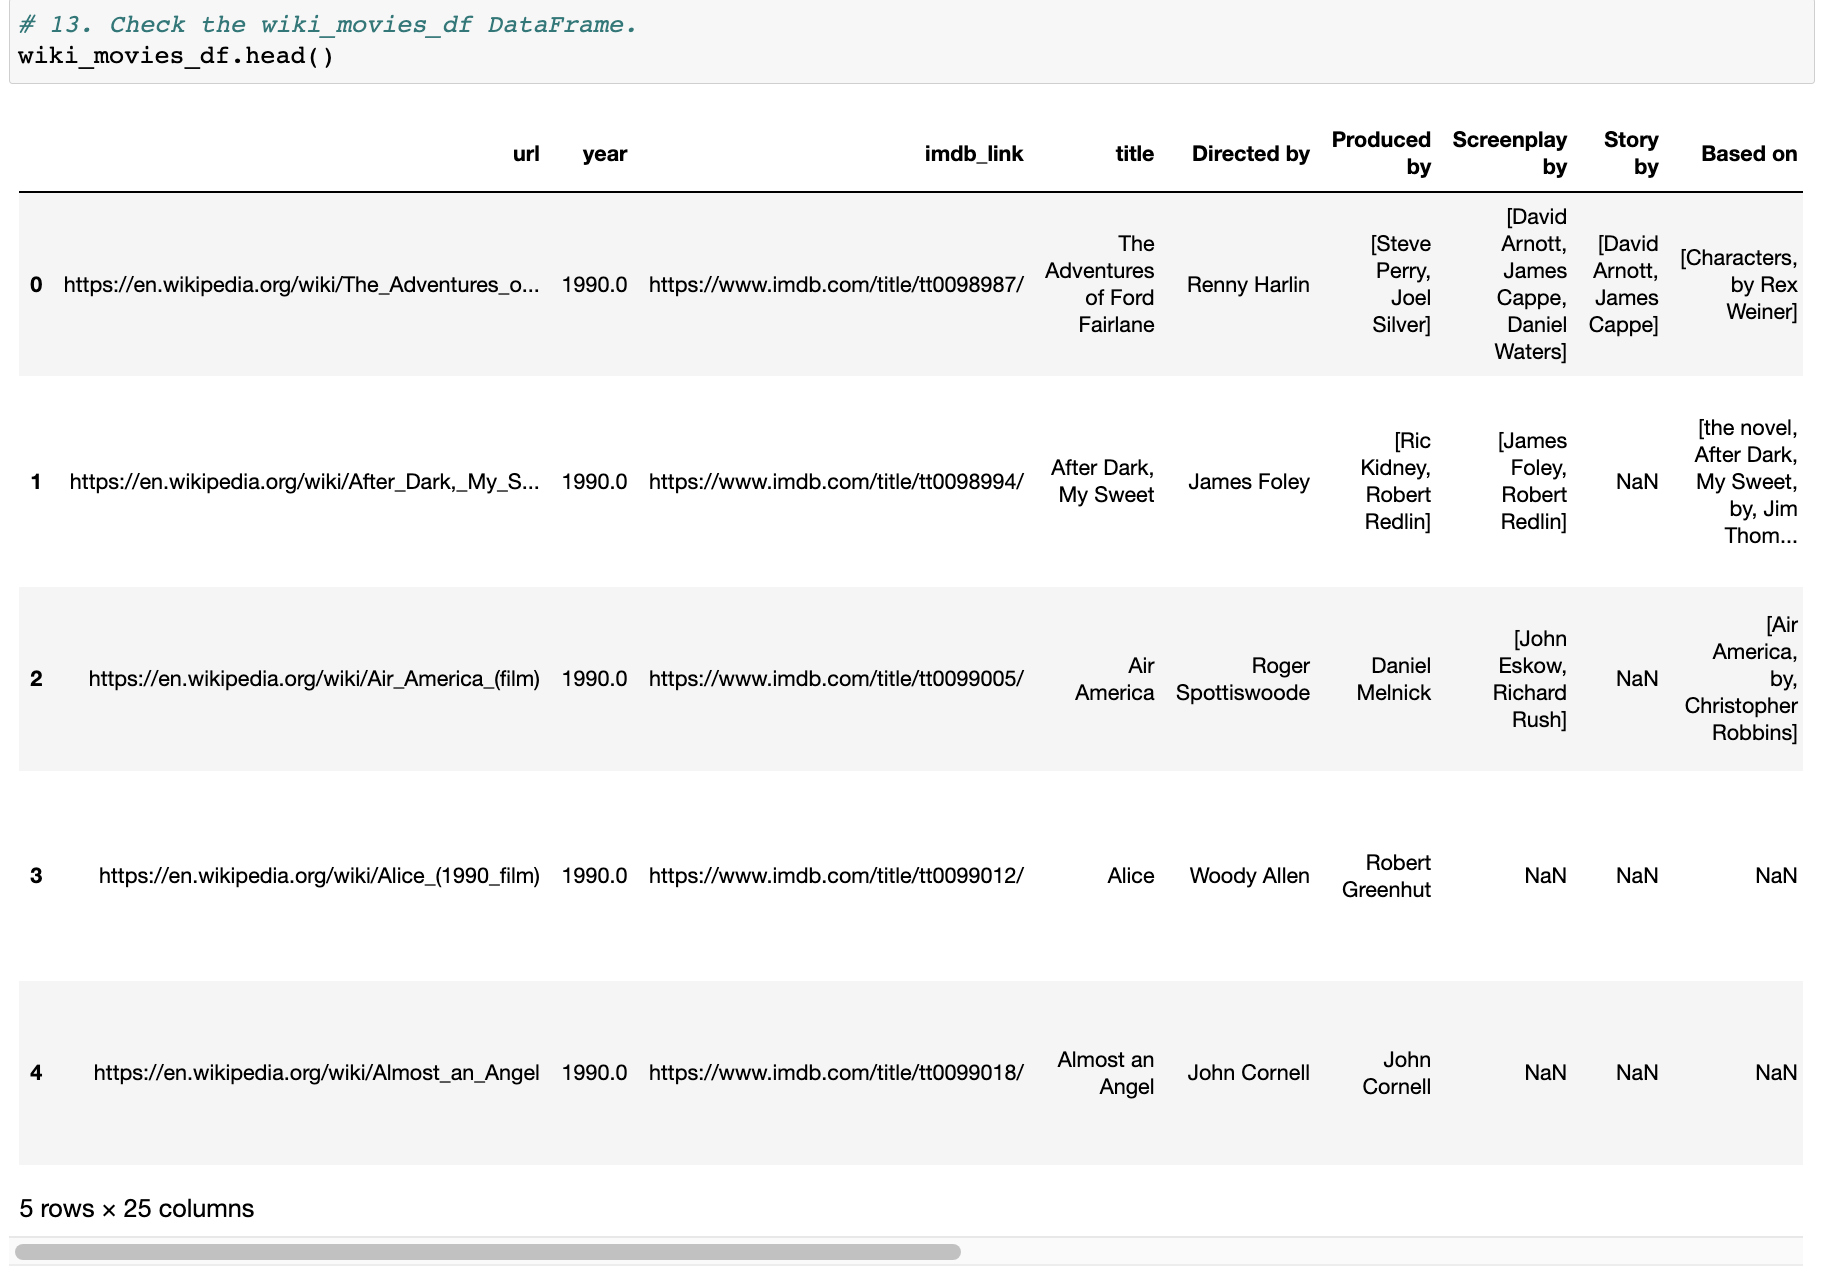 # 13. Check the wiki_movies_df DataFrame.
wiki_movies_df.head()
url year imdb_link title Directed by Produced by Screenplay by Story by Based on
0 https://en.wikipedia.org/wiki/The_Adventures_o... 1990.0 https://www.imdb.com/title/tt0098987/ The Adventures of Ford Fairlane Renny Harlin [Steve Perry, Joel Silver] [David Arnott, James Cappe, Daniel Waters] [David Arnott, James Cappe] [Characters, by Rex Weiner]
1 https://en.wikipedia.org/wiki/After_Dark,_My_S... 1990.0 https://www.imdb.com/title/tt0098994/ After Dark, My Sweet James Foley [Ric Kidney, Robert Redlin] [James Foley, Robert Redlin] NaN [the novel, After Dark, My Sweet, by, Jim Thom...
2 https://en.wikipedia.org/wiki/Air_America_(film) 1990.0 https://www.imdb.com/title/tt0099005/ Air America Roger Spottiswoode Daniel Melnick [John Eskow, Richard Rush] NaN [Air America, by, Christopher Robbins]
3 https://en.wikipedia.org/wiki/Alice_(1990_film) 1990.0 https://www.imdb.com/title/tt0099012/ Alice Woody Allen Robert Greenhut NaN NaN NaN
4 https://en.wikipedia.org/wiki/Almost_an_Angel 1990.0 https://www.imdb.com/title/tt0099018/ Almost an Angel John Cornell John Cornell NaN NaN NaN
5 rows × 25 columns